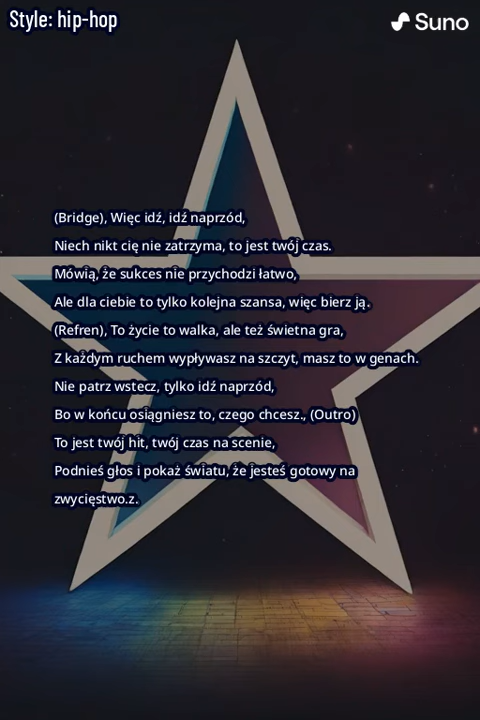 Style: hip-hop
Suno
(Bridge), Więc idź, idź naprzód,
Niech nikt cię nie zatrzyma, to jest twój czas.
Mówią, że sukces nie przychodzi łatwo,
Ale dla ciebie to tylko kolejna szansa, więc bierz ją.
(Refren), To życie to walka, ale też świetna gra,
Z każdym ruchem wypływasz na szczyt, masz to w genach.
Nie patrz wstecz, tylko idź naprzód,
Bo w końcu osiągniesz to, czego chcesz., (Outro)
To jest twój hit, twój czas na scenie,
Podnieś głos i pokaż światu, że jesteś gotowy na
zwycięstwo.z.